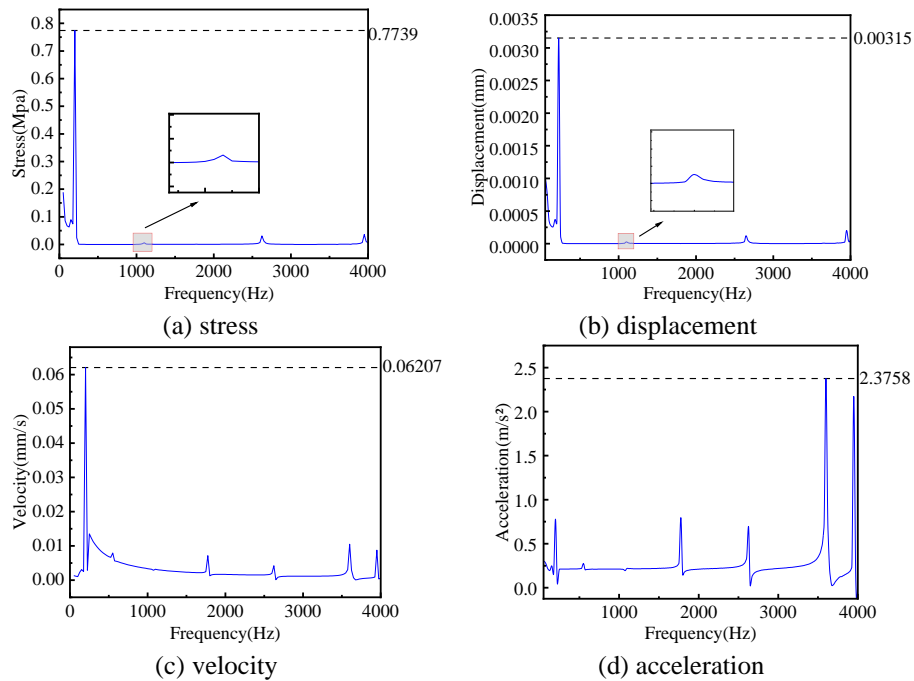 0.8
0.7
0.6
0.5
0.4
0.3
0.2
0.1
0.0
Stress(Mpa)
0.7739
0 1000 2000 3000 4000
Frequency(Hz)
(a) stress
0.0035
0.0030
0.0025
0.0020
0.0015
0.0010
0.0005
0.0000
Displacement(mm)
0.00315
1000 2000 3000 4000
Frequency(Hz)
(b) displacement
0.06
0.05
0.04
0.03
0.02
0.01
0.00
Velocity(mm/s)
0.06207
0 1000 2000 3000 4000
Frequency(Hz)
(c) velocity
2.5
2.0
1.5
1.0
0.5
0.0
Acceleration(m/s²)
2.3758
1000 2000 3000 4000
Frequency(Hz)
(d) acceleration